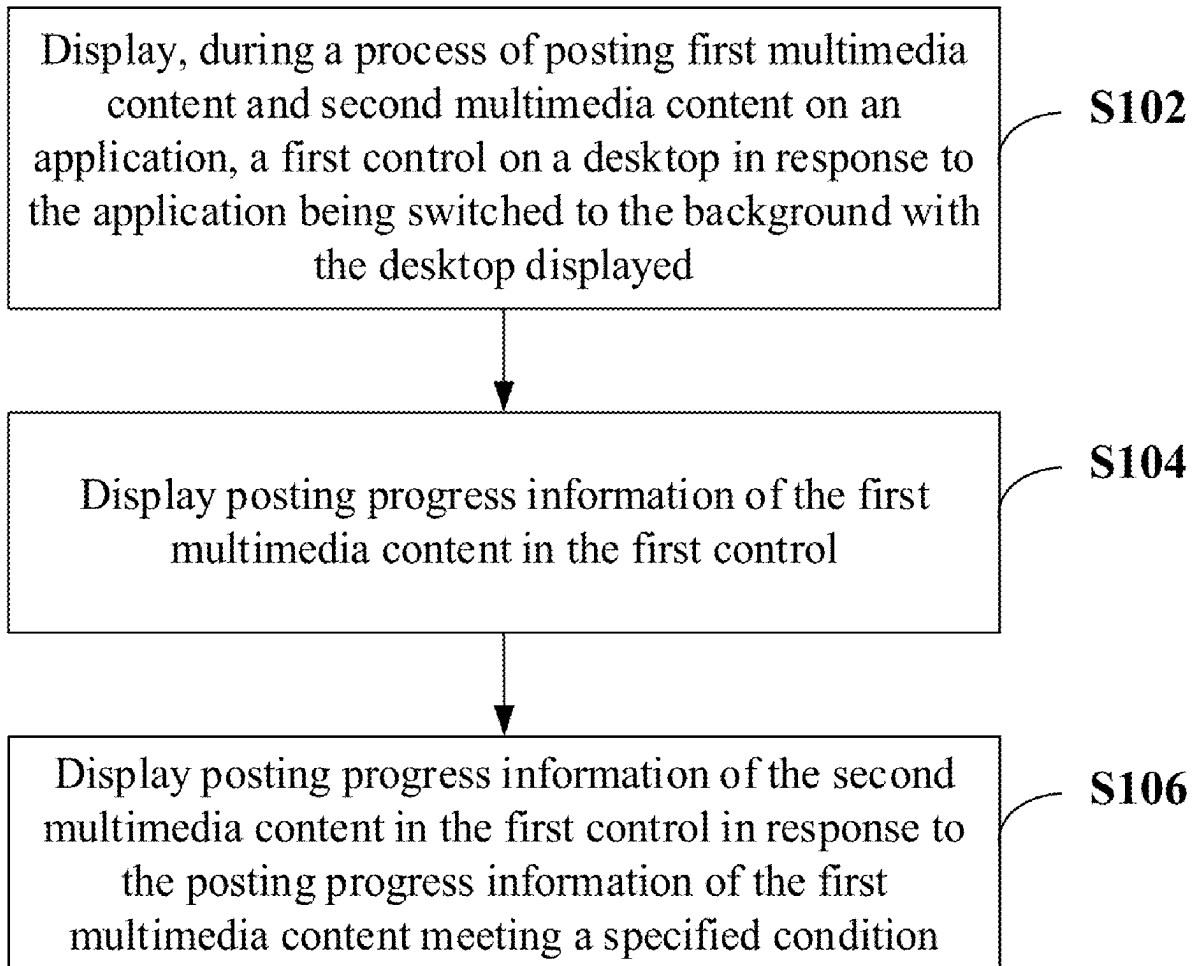 Display, during a process of posting first multimedia
content and second multimedia content on an
application, a first control on a desktop in response to
the application being switched to the background with
the desktop displayed
S102
Display posting progress information of the first
multimedia content in the first control
S104
Display posting progress information of the second
multimedia content in the first control in response to
the posting progress information of the first
multimedia content meeting a specified condition
S106